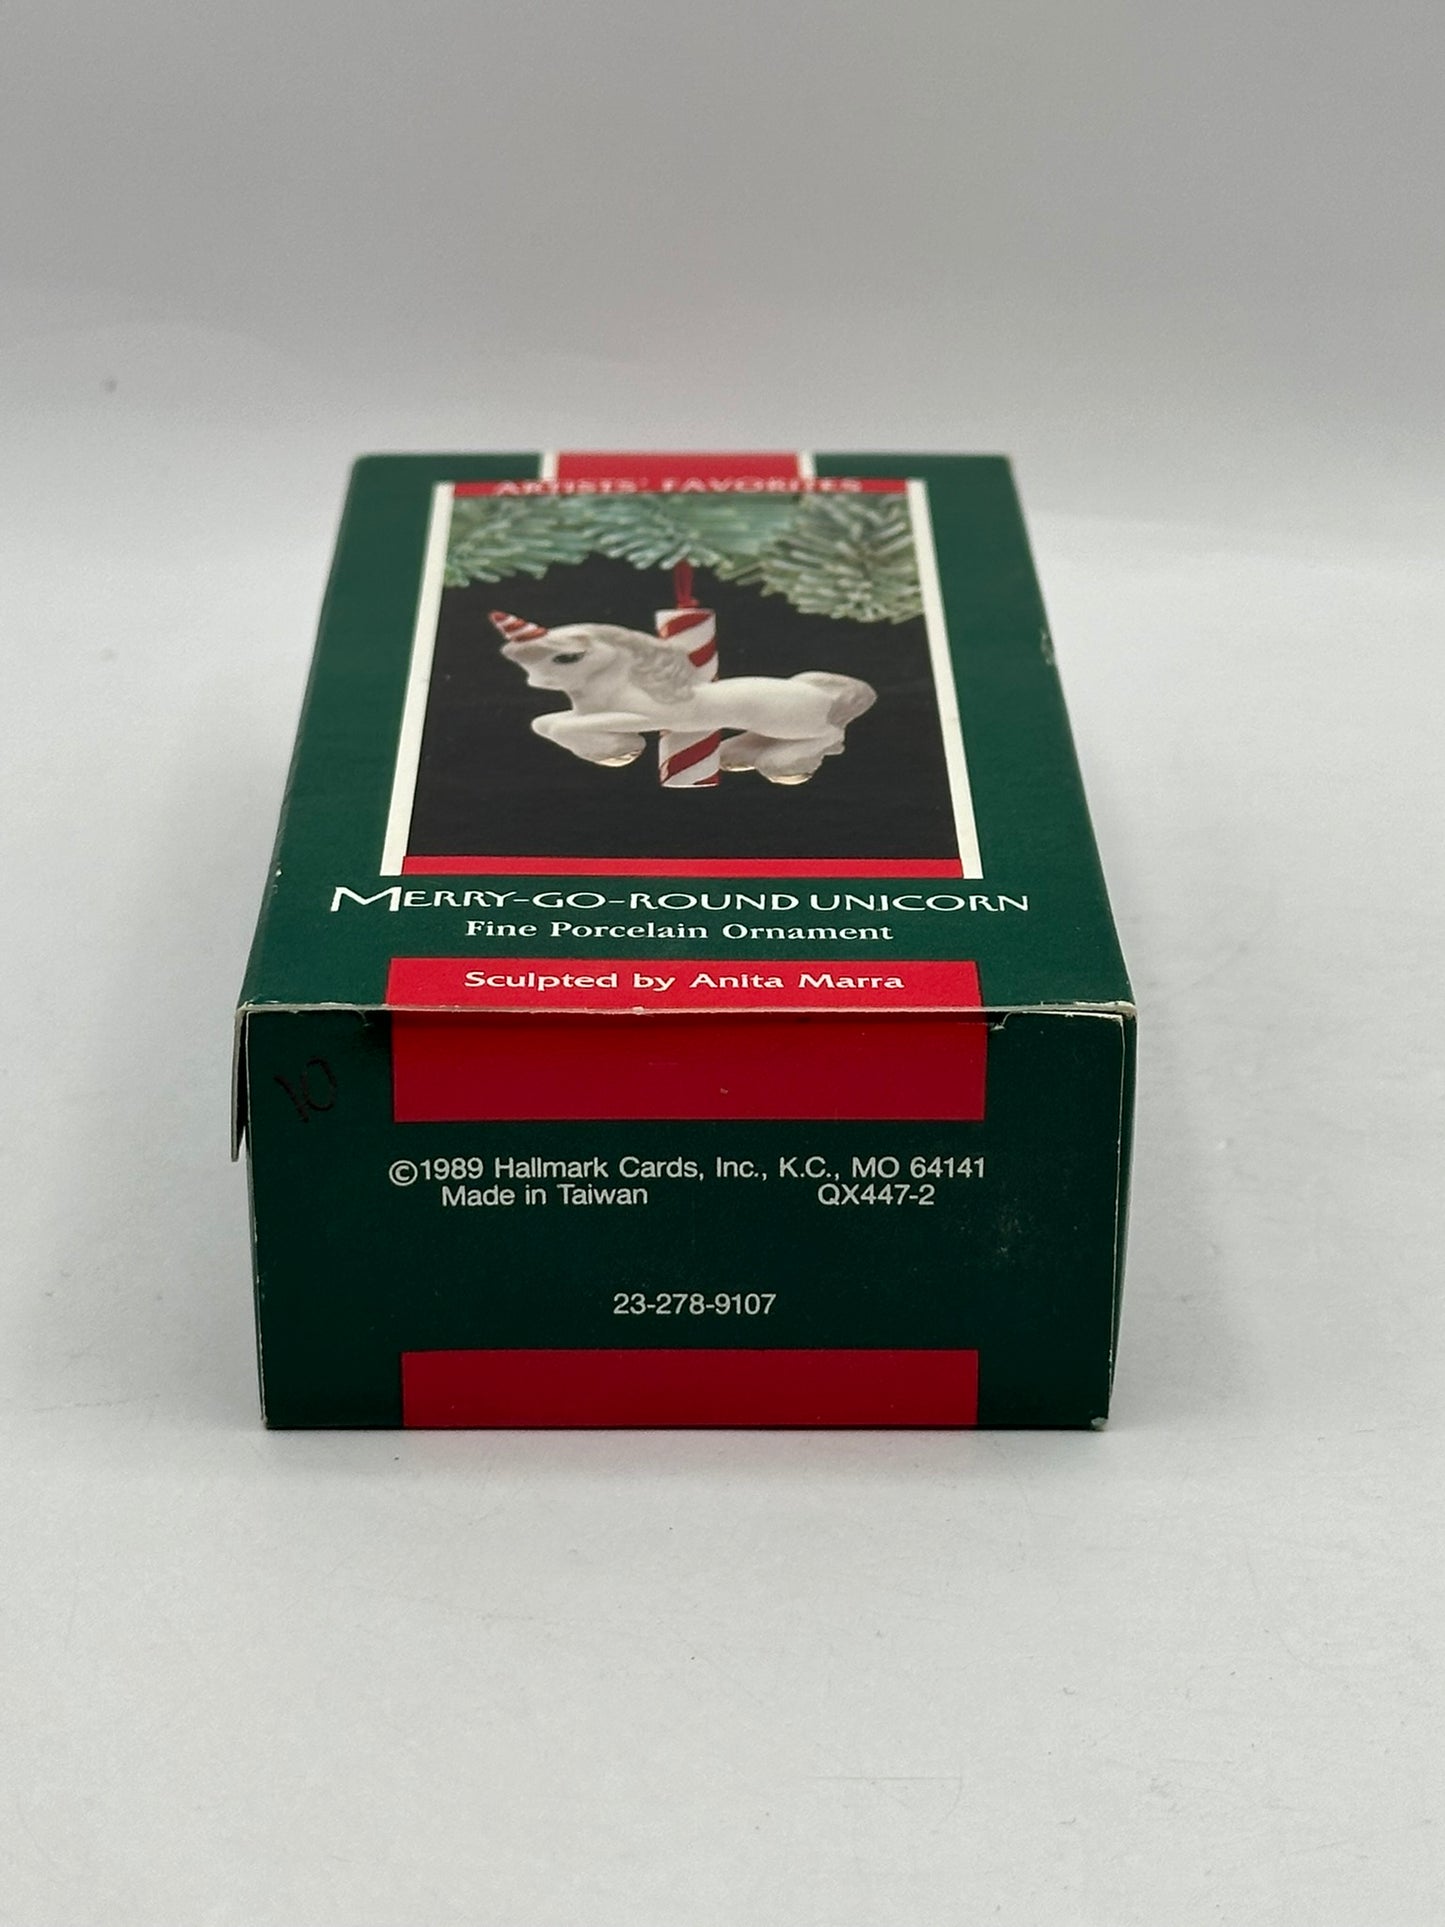 ARTISTS' FAVORITES
MERRY-GO-ROUND UNICORN
Fine Porcelain Ornament
Sculpted by Anita Marra
10
©1989 Hallmark Cards, Inc., K.C., MO 64141
Made in Taiwan QX447-2
23-278-9107